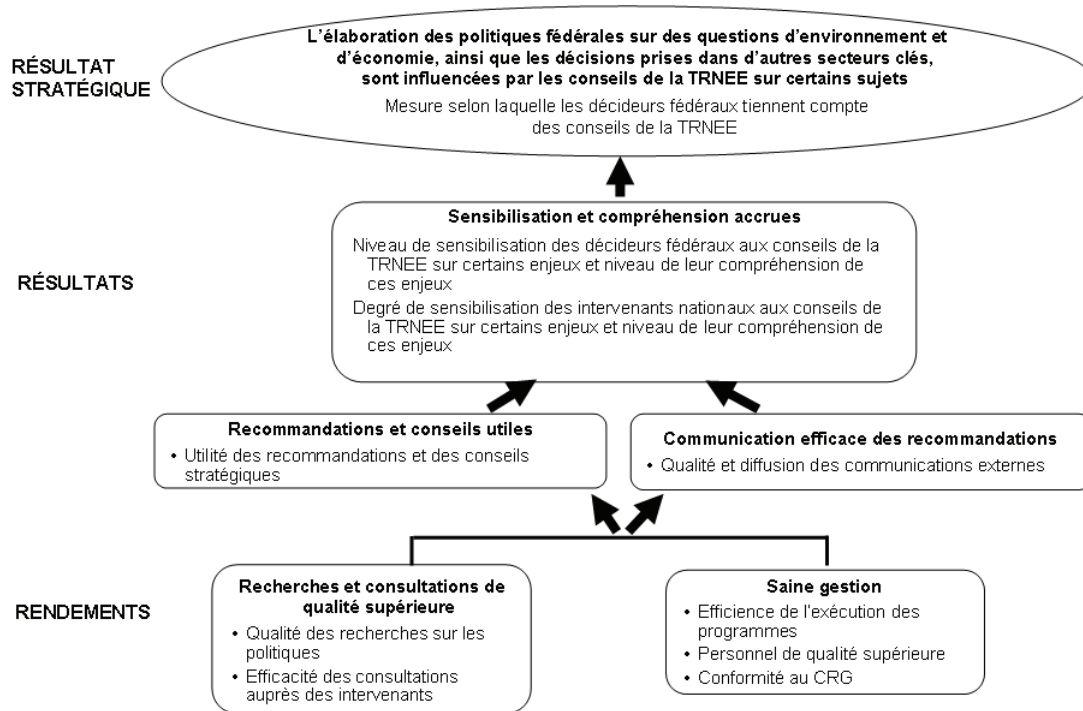 RÉSULTAT
STRATÉGIQUE
L'élaboration des politiques fédérales sur des questions d'environnement et
d'économie, ainsi que les décisions prises dans d'autres secteurs clés,
sont influencées par les conseils de la TRNEE sur certains sujets
Mesure selon laquelle les décideurs fédéraux tiennent compte
des conseils de la TRNEE
RÉSULTATS
Sensibilisation et compréhension accrues
Niveau de sensibilisation des décideurs fédéraux aux conseils de la
TRNEE sur certains enjeux et niveau de leur compréhension de
ces enjeux
Degré de sensibilisation des intervenants nationaux aux conseils de
la TRNEE sur certains enjeux et niveau de leur compréhension de
ces enjeux
Recommandations et conseils utiles
• Utilité des recommandations et des conseils
stratégiques
Communication efficace des recommandations
• Qualité et diffusion des communications externes
RENDEMENTS
Recherches et consultations de
qualité supérieure
• Qualité des recherches sur les
politiques
• Efficacité des consultations
auprès des intervenants
Saine gestion
• Efficience de l'exécution des
programmes
• Personnel de qualité supérieure
• Conformité au CRG